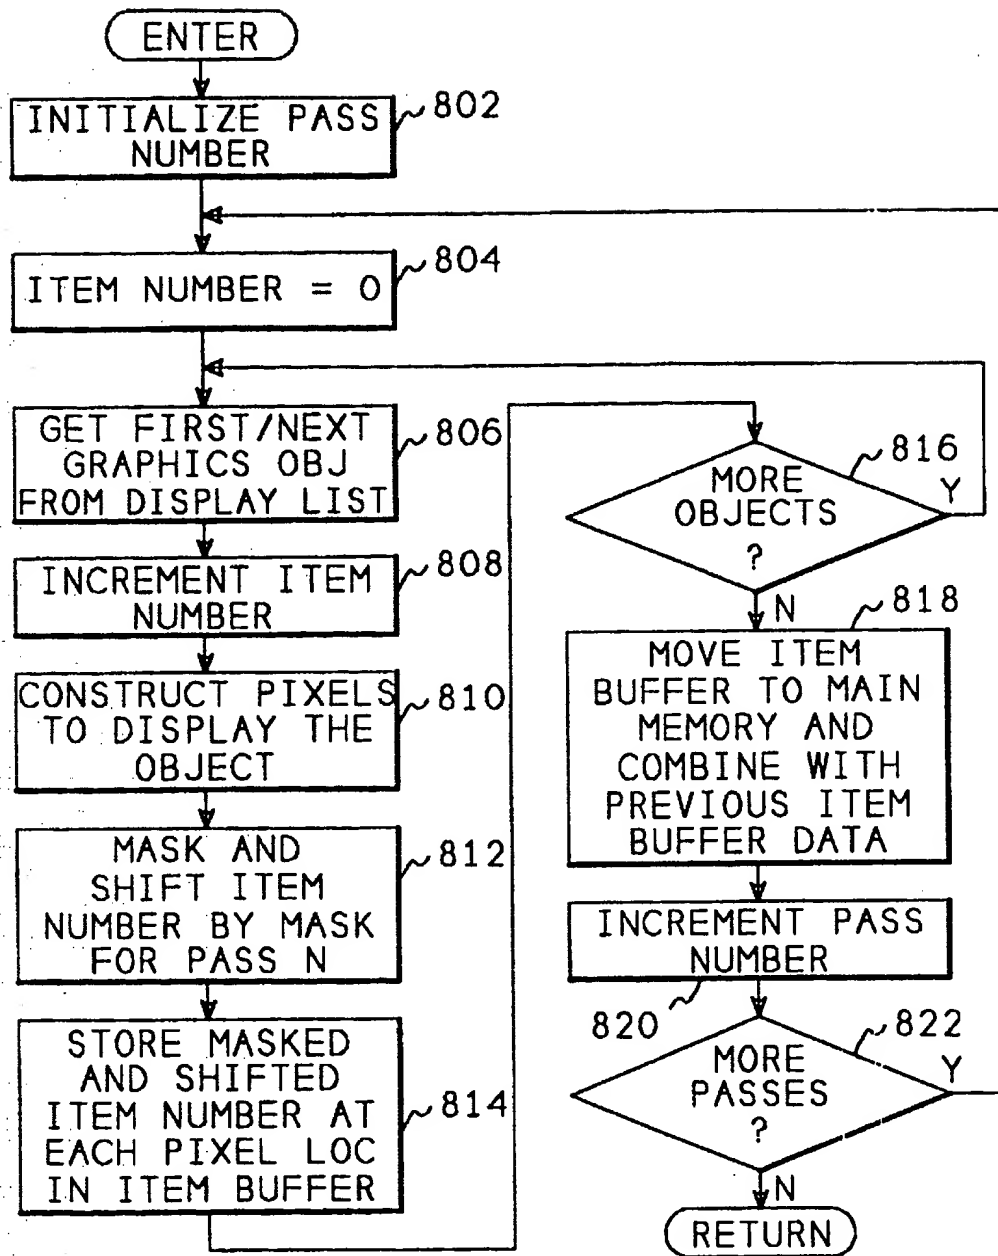 ENTER
INITIALIZE PASS
NUMBER
802
ITEM NUMBER = 0
804
GET FIRST/NEXT
GRAPHICS OBJ
FROM DISPLAY LIST
806
INCREMENT ITEM
NUMBER
808
CONSTRUCT PIXELS
TO DISPLAY THE
OBJECT
810
MASK AND
SHIFT ITEM
NUMBER BY MASK
FOR PASS N
812
STORE MASKED
AND SHIFTED
ITEM NUMBER AT
EACH PIXEL LOC
IN ITEM BUFFER
814
MORE
OBJECTS
?
816
Y
N
MOVE ITEM
BUFFER TO MAIN
MEMORY AND
COMBINE WITH
PREVIOUS ITEM
BUFFER DATA
818
INCREMENT PASS
NUMBER
820
MORE
PASSES
?
822
Y
N
RETURN